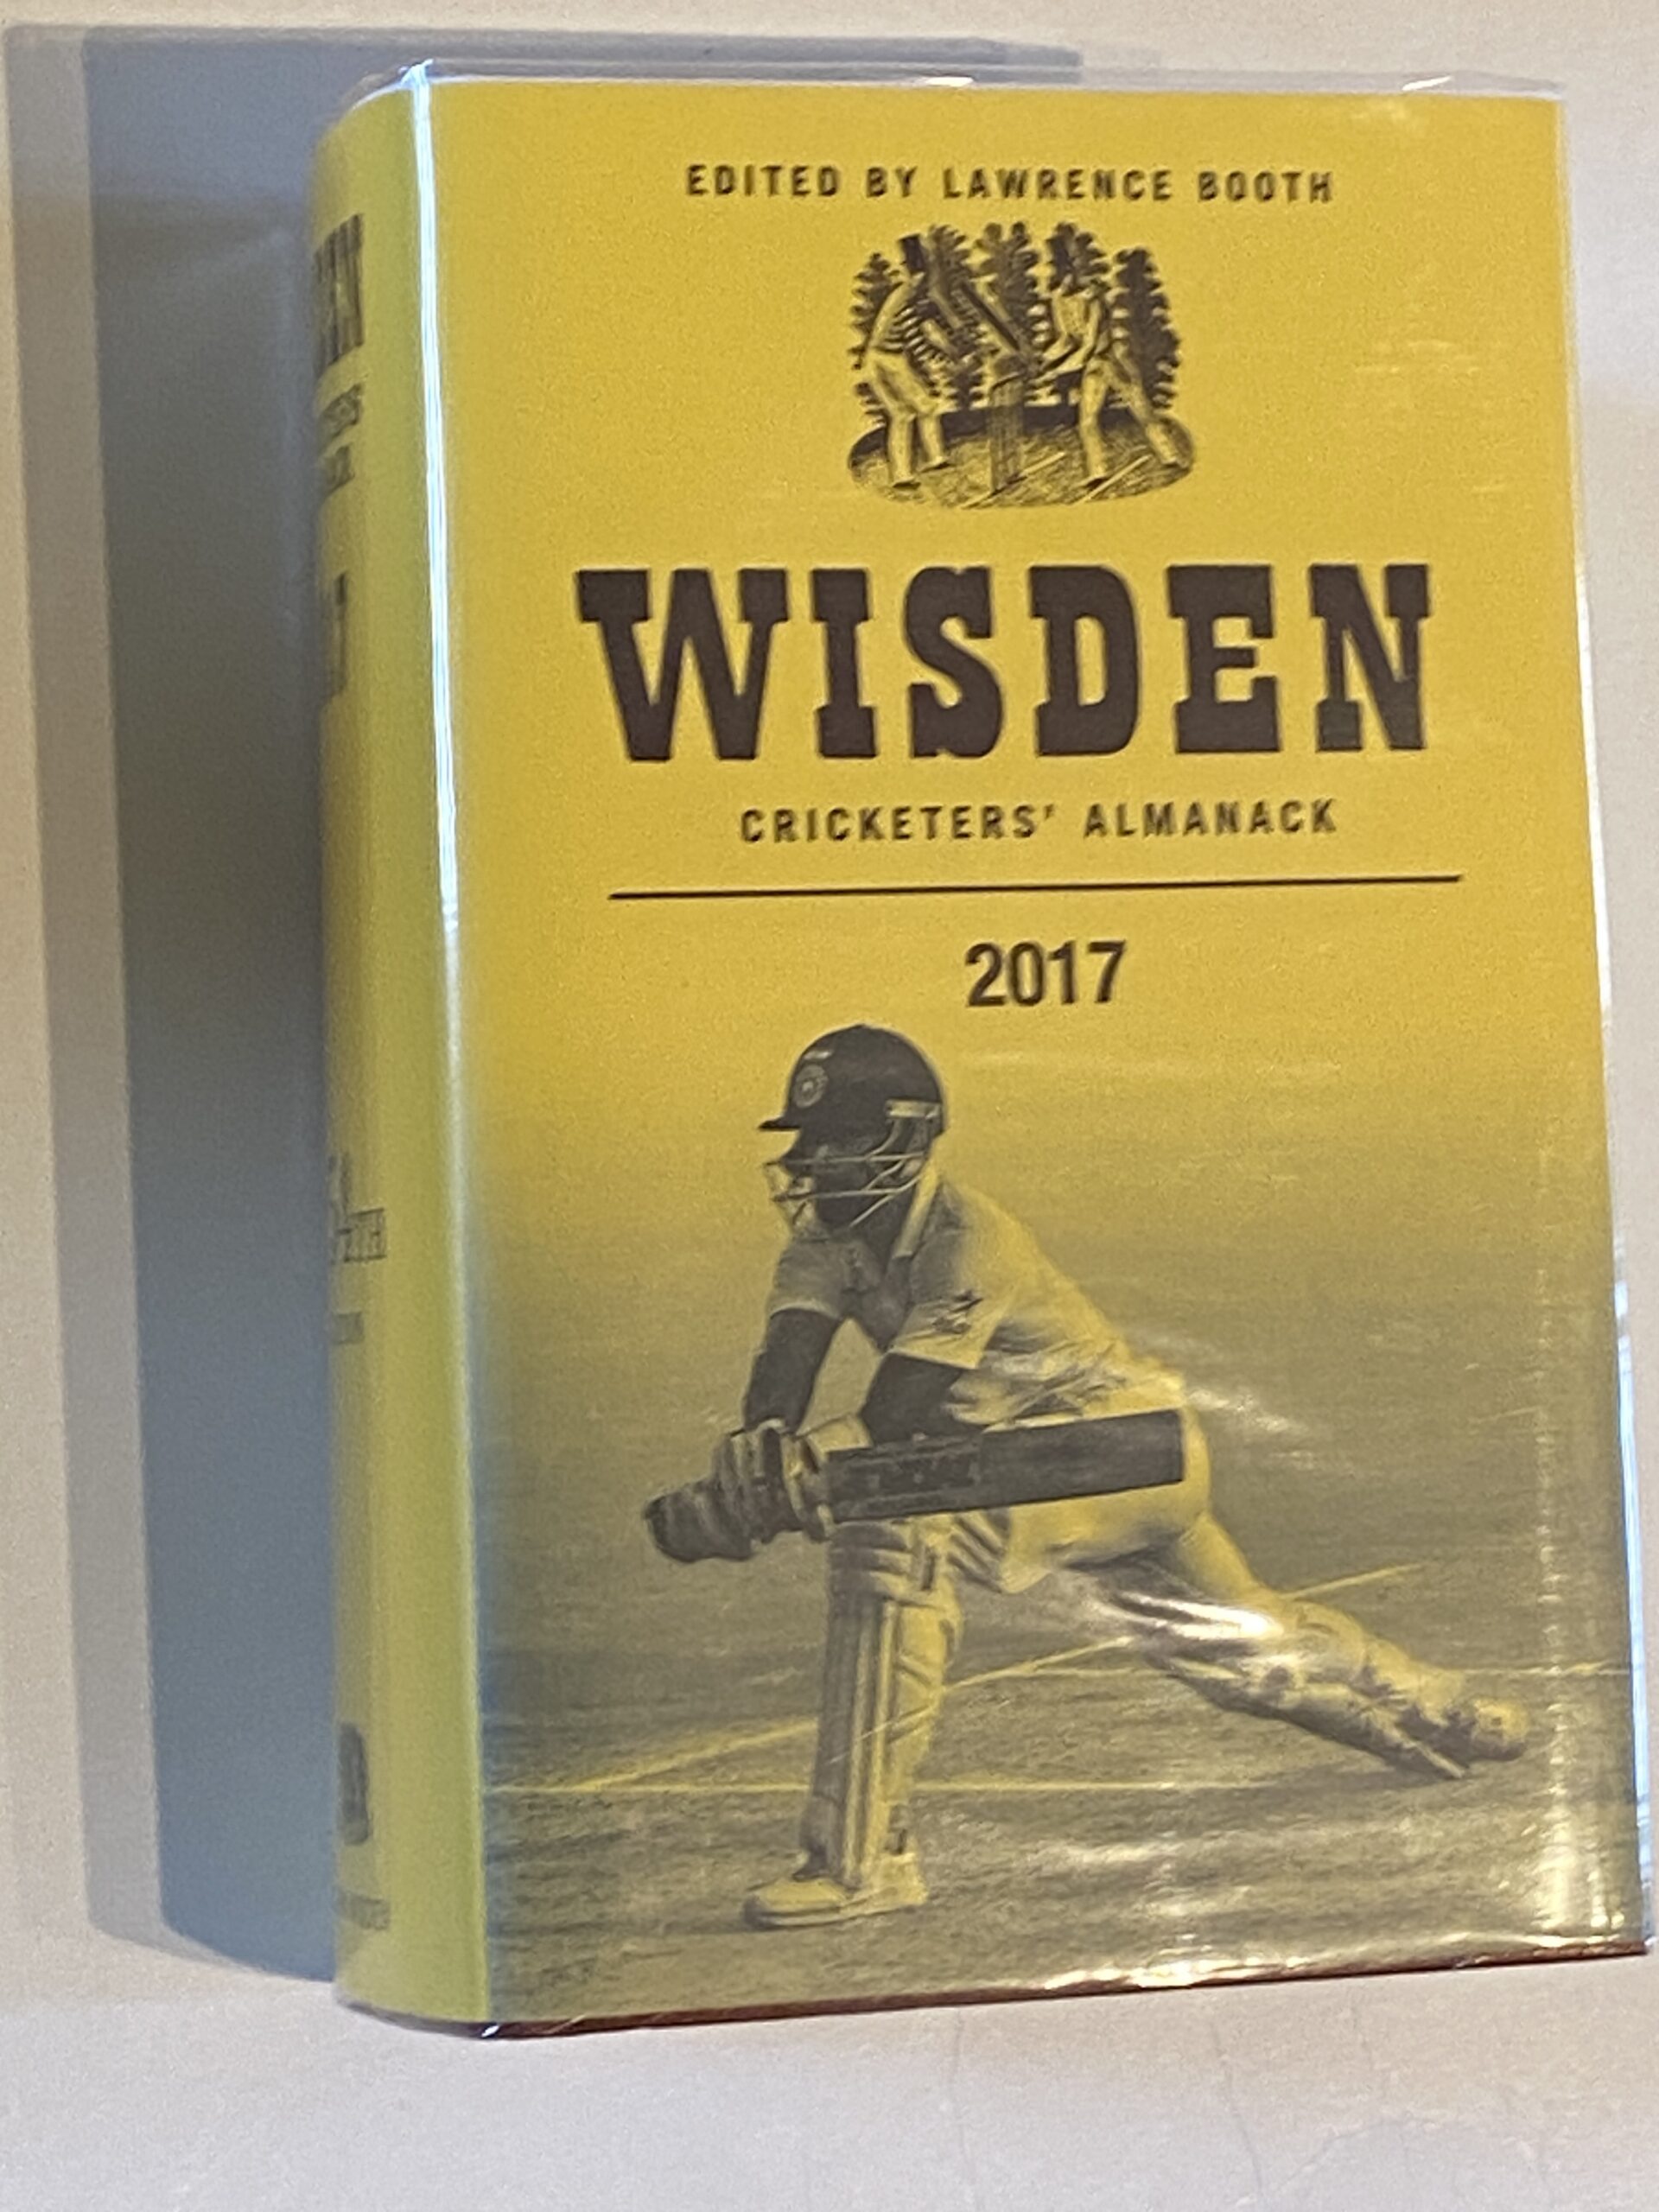 EDITED BY LAWRENCE BOOTH
WISDEN
CRICKETERS' ALMANACK
2017